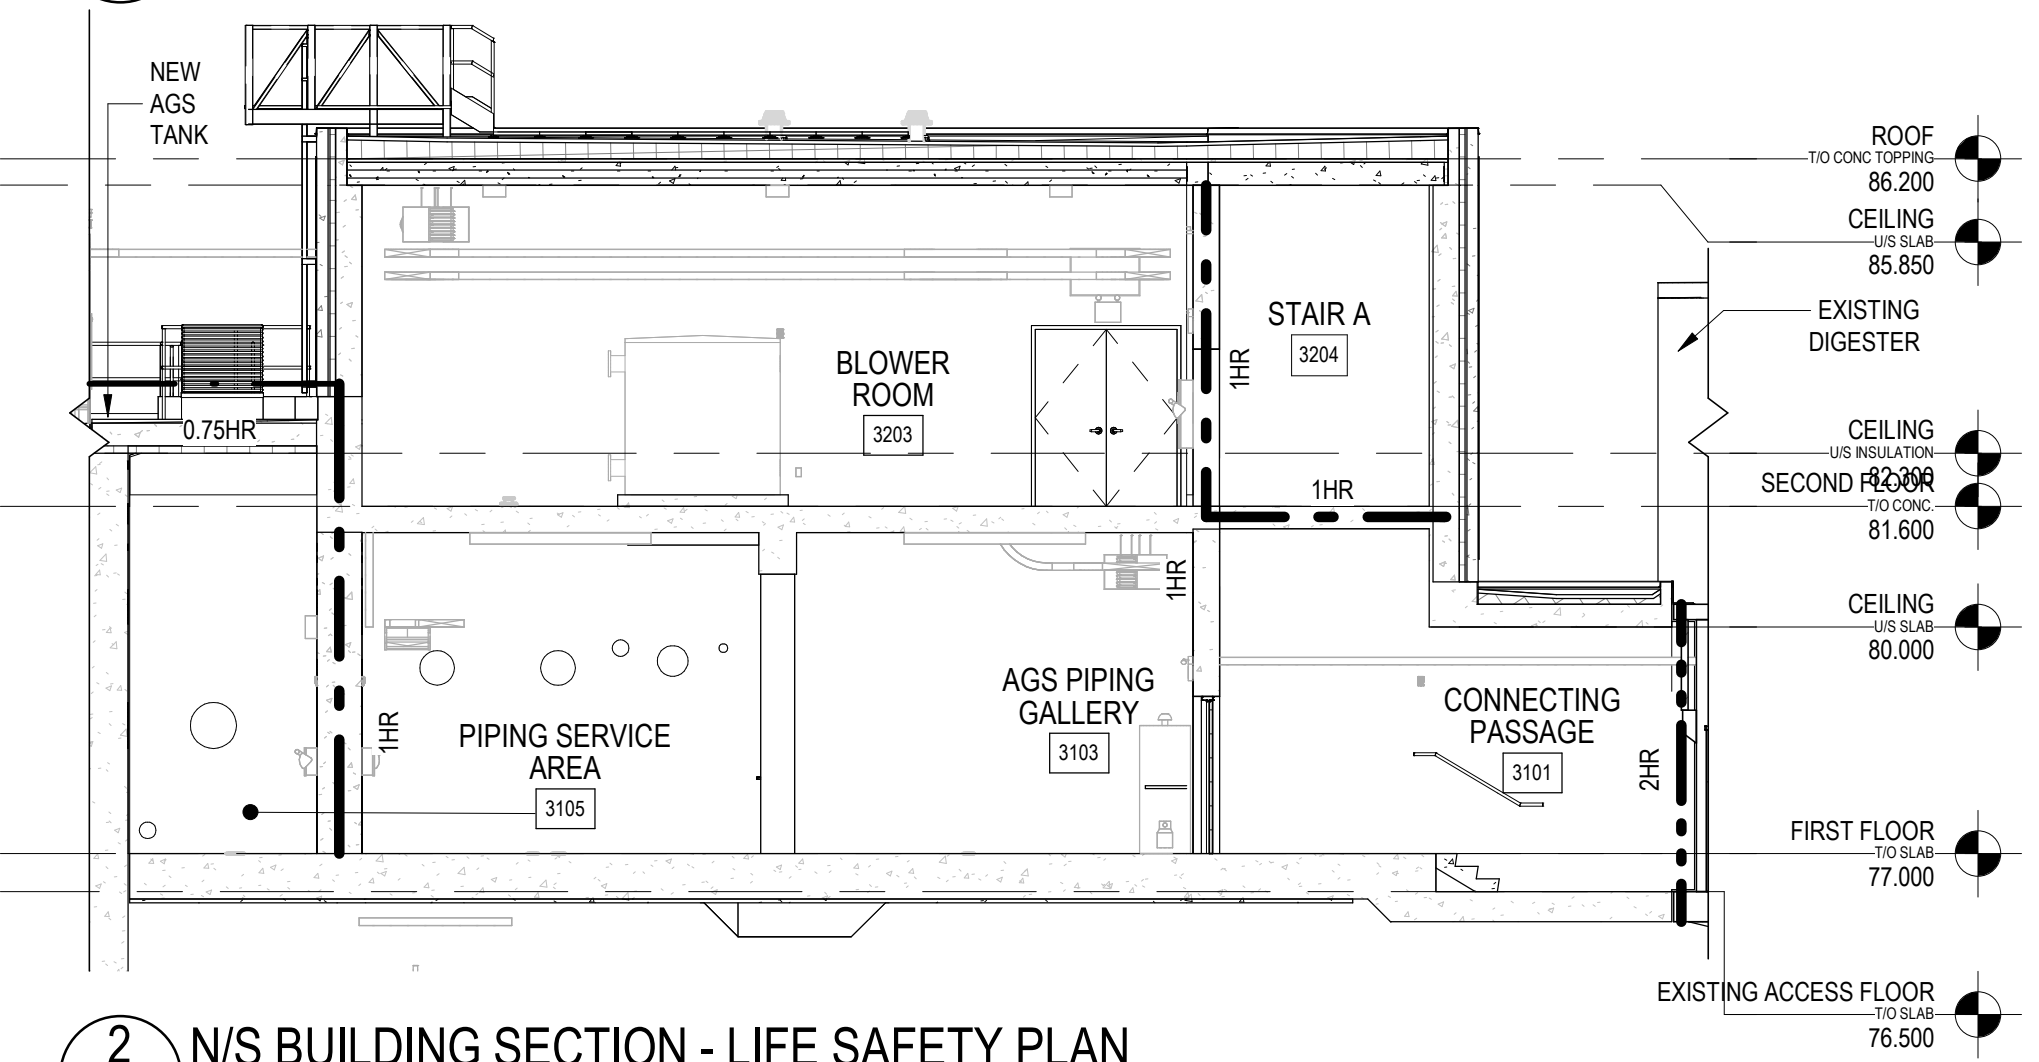 NEW
AGS
TANK
0.75HR
BLOWER
ROOM
3203
1HR
STAIR A
3204
1HR
1HR
1HR
PIPING SERVICE
AREA
3105
AGS PIPING
GALLERY
3103
CONNECTING
PASSAGE
3101
2HR
ROOF
T/O CONC TOPPING
86.200
CEILING
U/S SLAB
85.850
EXISTING
DIGESTER
CEILING
U/S INSULATION
82.300
SECOND FLOOR
T/O CONC.
81.600
CEILING
U/S SLAB
80.000
FIRST FLOOR
T/O SLAB
77.000
EXISTING ACCESS FLOOR
T/O SLAB
76.500
2
N/S BUILDING SECTION - LIFE SAFETY PLAN